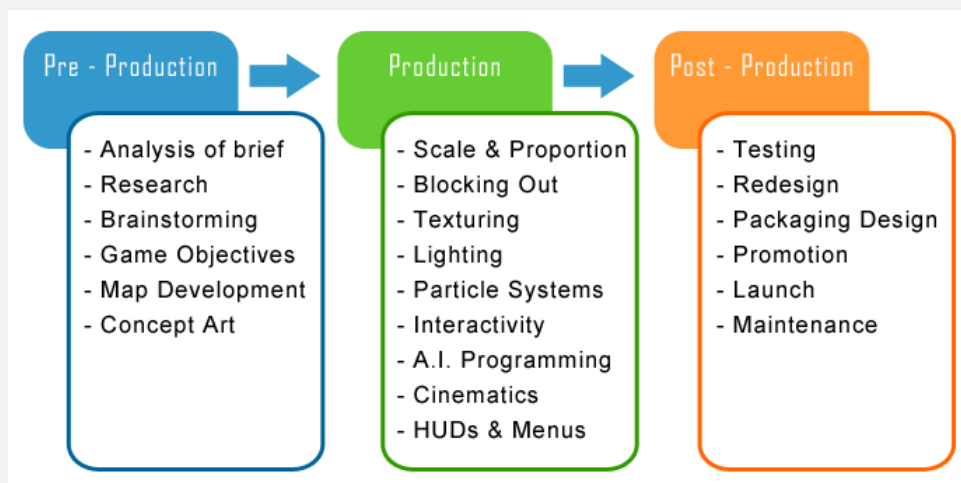 Pre - Production
- Analysis of brief
- Research
- Brainstorming
- Game Objectives
- Map Development
- Concept Art
Production
- Scale & Proportion
- Blocking Out
- Texturing
- Lighting
- Particle Systems
- Interactivity
- A.I. Programming
- Cinematics
- HUDs & Menus
Post - Production
- Testing
- Redesign
- Packaging Design
- Promotion
- Launch
- Maintenance